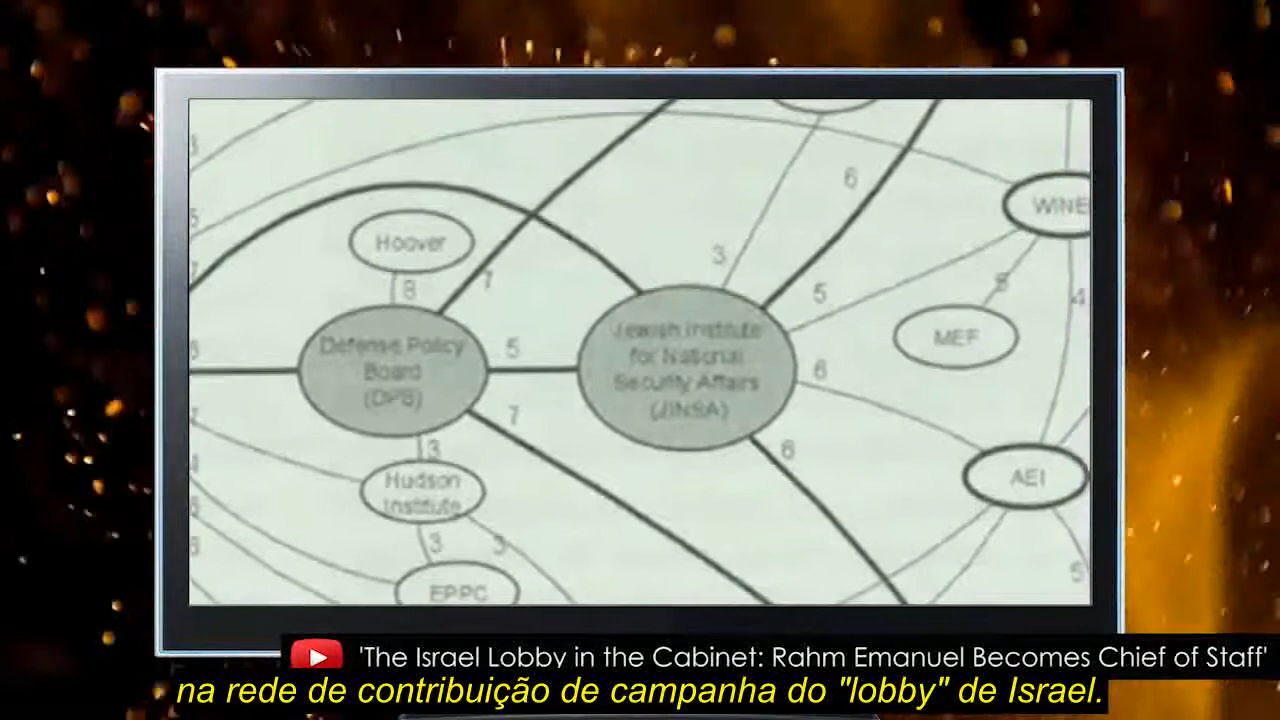 6
WINE
3
Hoover
7
8
5
5
4
MEF
Jewish Institute
for National
Security Affairs
(JINSA)
Defense Policy
Board
(DPB)
5
6
7
3
6
AEI
Hudson
Institute
3
3
5
EPPC
'The Israel Lobby in the Cabinet: Rahm Emanuel Becomes Chief of Staff'
na rede de contribuição de campanha do "lobby" de Israel.